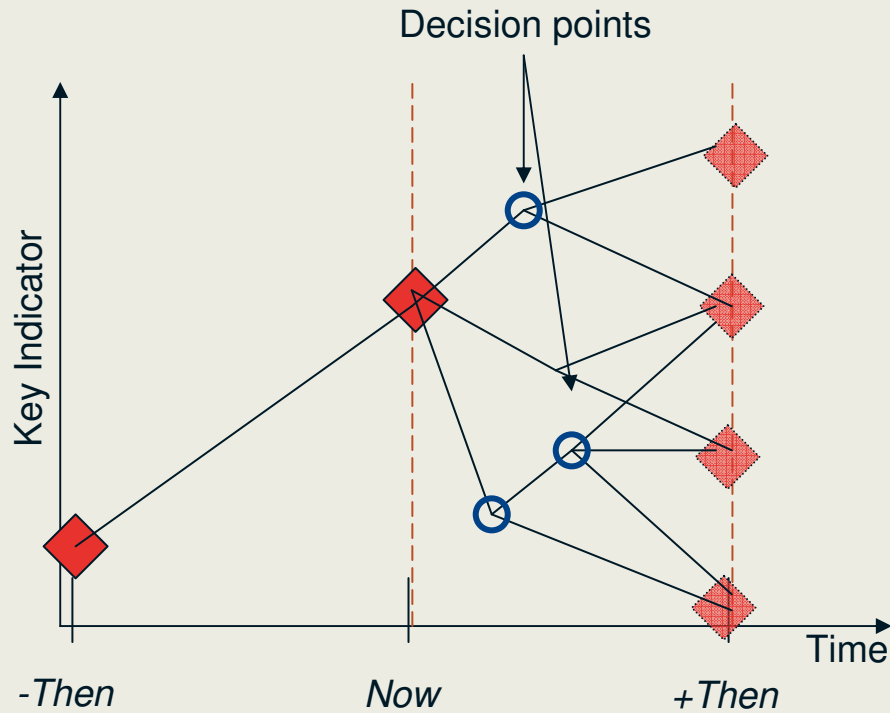 Decision points
Key Indicator
Time
-Then
Now
+Then